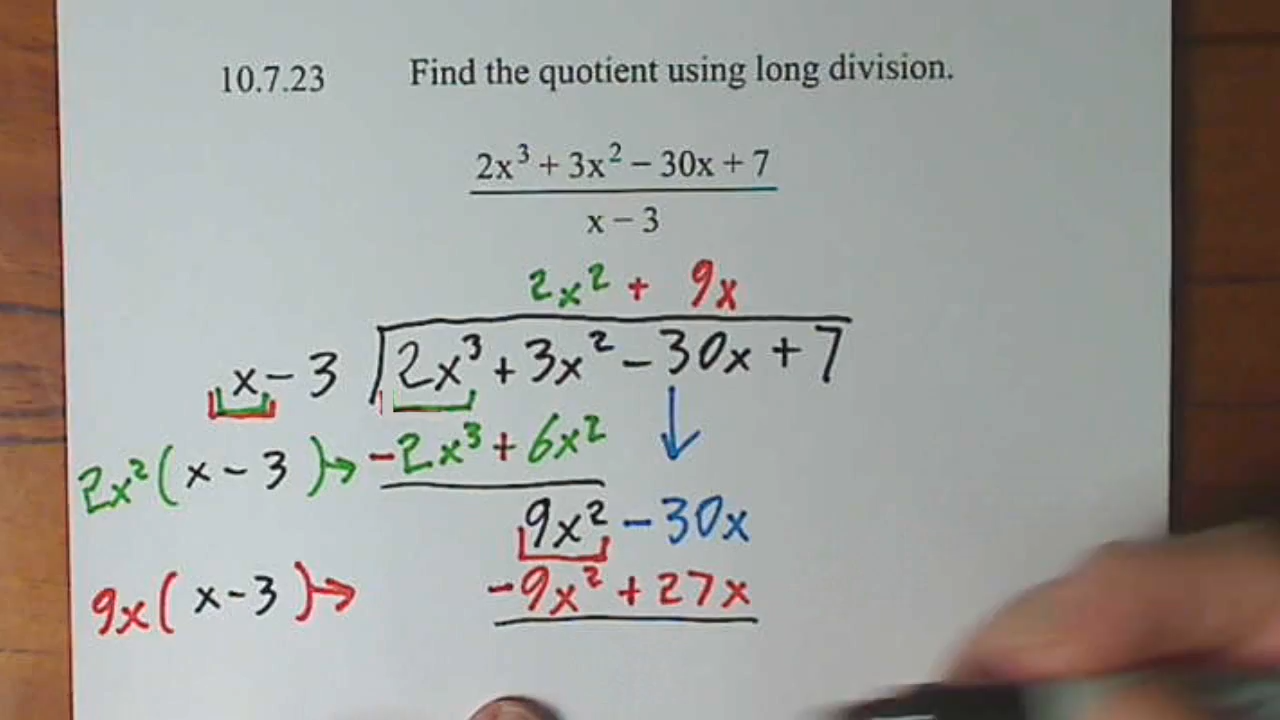 10.7.23 Find the quotient using long division.
2x³ + 3x² − 30x + 7
x − 3
2x² + 9x
x − 3 2x³ + 3x² − 30x + 7
2x²(x − 3) → −2x³ + 6x²
9x² − 30x
9x(x − 3) → −9x² + 27x